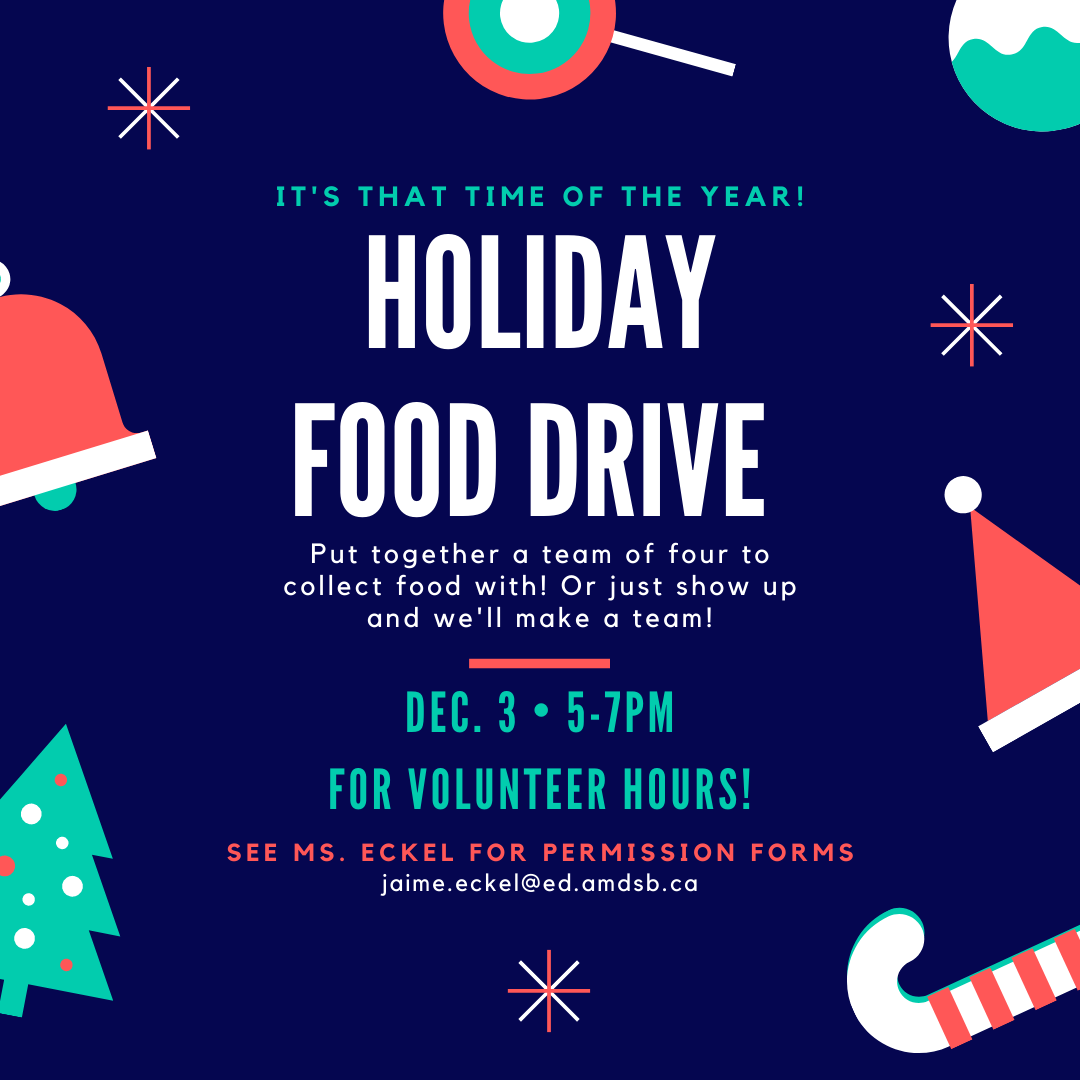 IT'S THAT TIME OF THE YEAR!
HOLIDAY
FOOD DRIVE
Put together a team of four to
collect food with! Or just show up
and we'll make a team!
DEC. 3 • 5-7PM
FOR VOLUNTEER HOURS!
SEE MS. ECKEL FOR PERMISSION FORMS
jaime.eckel@ed.amdsb.ca